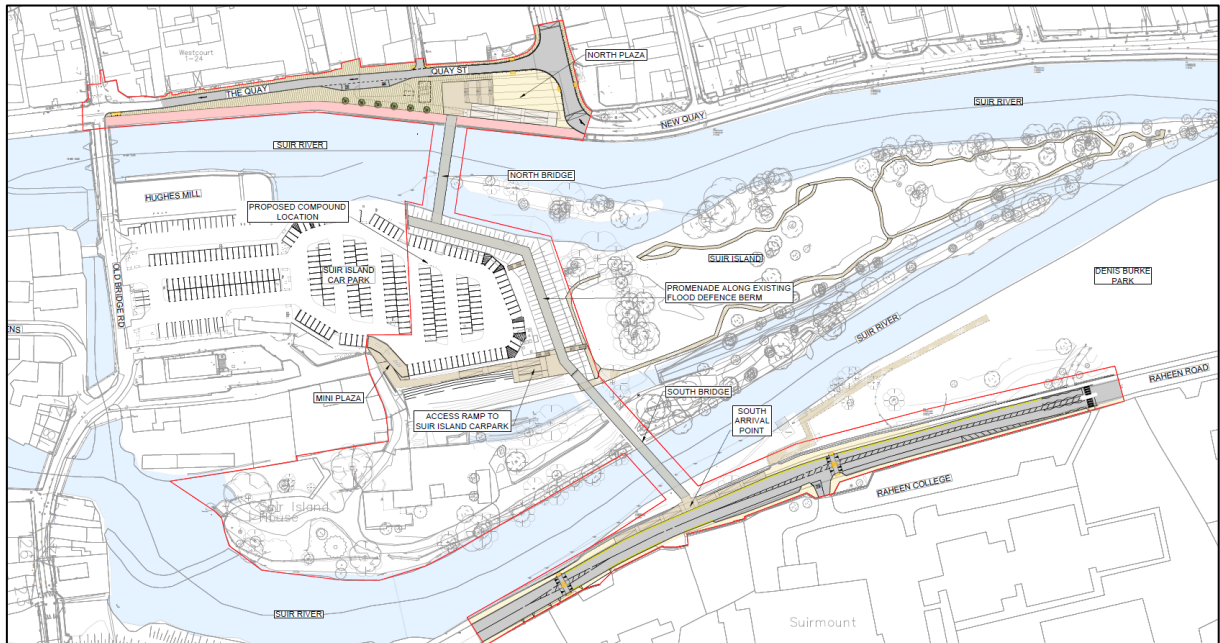 Westcourt
1-24
NORTH PLAZA
QUAY ST
THE QUAY
SUIR RIVER
NEW QUAY
SUIR RIVER
HUGHES MILL
NORTH BRIDGE
PROPOSED COMPOUND
LOCATION
SUIR ISLAND
CAR PARK
SUIR ISLAND
OLD BRIDGE RD
DENIS BURKE
PARK
PROMENADE ALONG EXISTING
FLOOD DEFENCE BERM
SUIR RIVER
ENS
RAHEEN ROAD
MINI PLAZA
SOUTH BRIDGE
ACCESS RAMP TO
SUIR ISLAND CARPARK
SOUTH
ARRIVAL
POINT
RAHEEN COLLEGE
Suir Island
House
SUIR RIVER
Suirmount